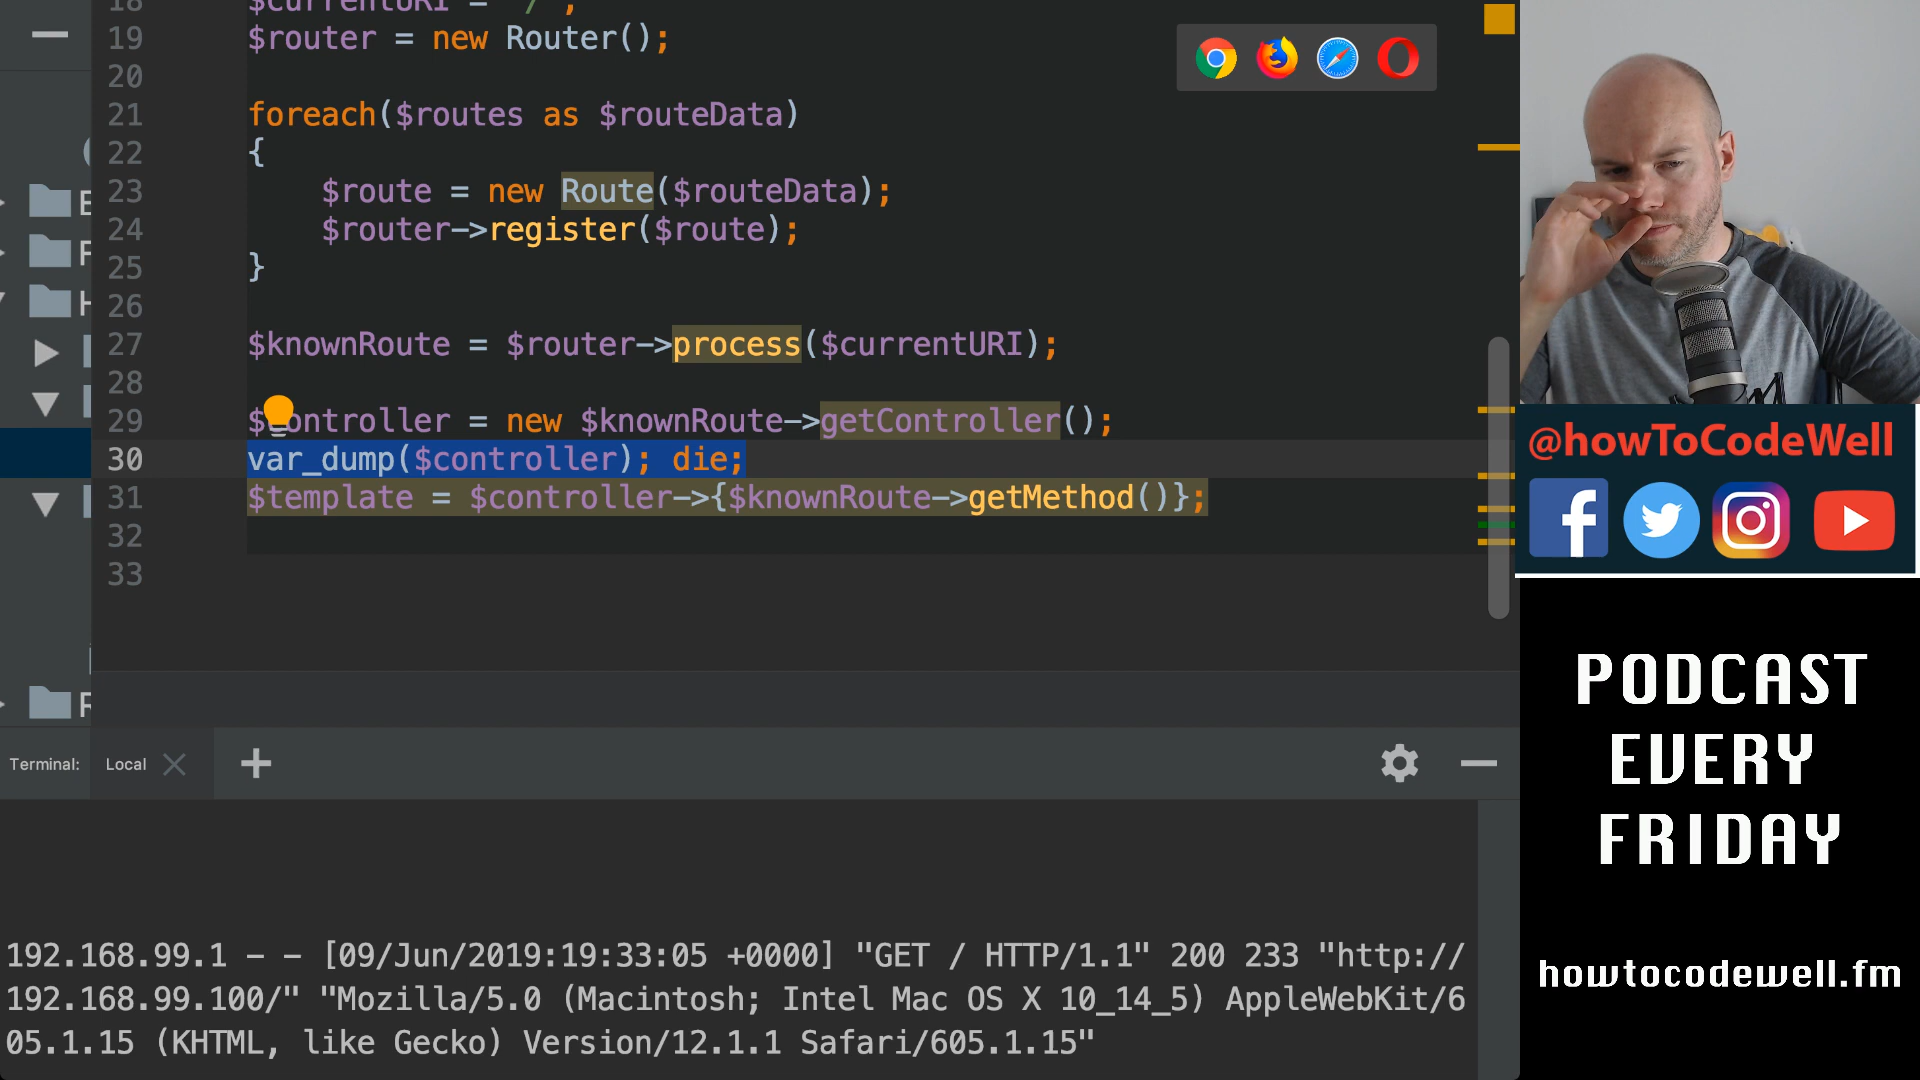 18 $currentURI = '/';
19 $router = new Router();
20
21 foreach($routes as $routeData)
22 {
23 $route = new Route($routeData);
24 $router->register($route);
25 }
26
27 $knownRoute = $router->process($currentURI);
28
29 $controller = new $knownRoute->getController();
30 var_dump($controller); die;
31 $template = $controller->{$knownRoute->getMethod()};
32
33
Terminal: Local
192.168.99.1 - - [09/Jun/2019:19:33:05 +0000] "GET / HTTP/1.1" 200 233 "http://
192.168.99.100/" "Mozilla/5.0 (Macintosh; Intel Mac OS X 10_14_5) AppleWebKit/6
05.1.15 (KHTML, like Gecko) Version/12.1.1 Safari/605.1.15"
@howToCodeWell
PODCAST
EVERY
FRIDAY
howtocodewell.fm